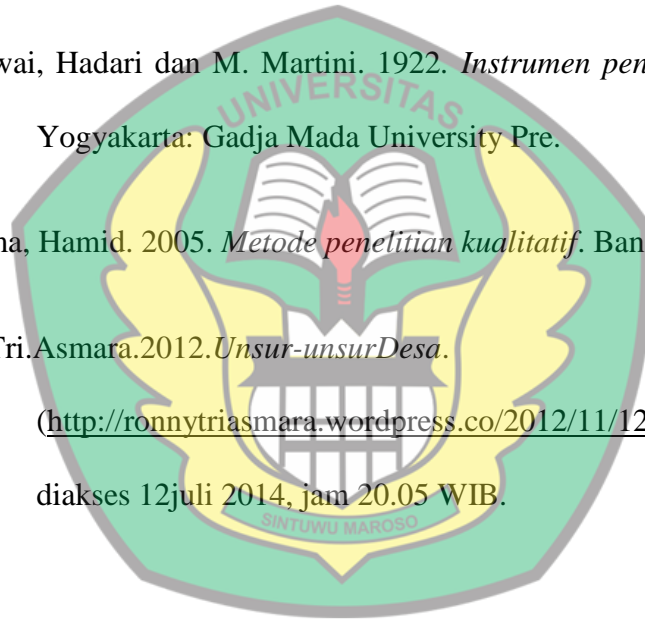 wai, Hadari dan M. Martini. 1922. Instrumen pen
UNIVERSITAS
Yogyakarta: Gadja Mada University Pre.
na, Hamid. 2005. Metode penelitian kualitatif. Ban
Tri.Asmara.2012.Unsur-unsurDesa.
(http://ronnytriasmara.wordpress.co/2012/11/12
diakses 12juli 2014, jam 20.05 WIB.
SINTUWU MAROSO